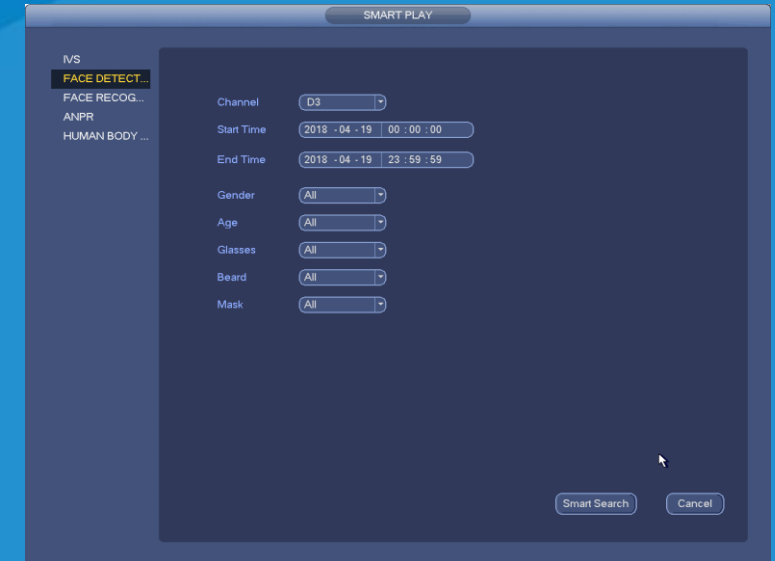 SMART PLAY
IVS
FACE DETECT...
FACE RECOG...
ANPR
HUMAN BODY ...
Channel D3
Start Time 2018 - 04 - 19 00 : 00 : 00
End Time 2018 - 04 - 19 23 : 59 : 59
Gender All
Age All
Glasses All
Beard All
Mask All
Smart Search Cancel